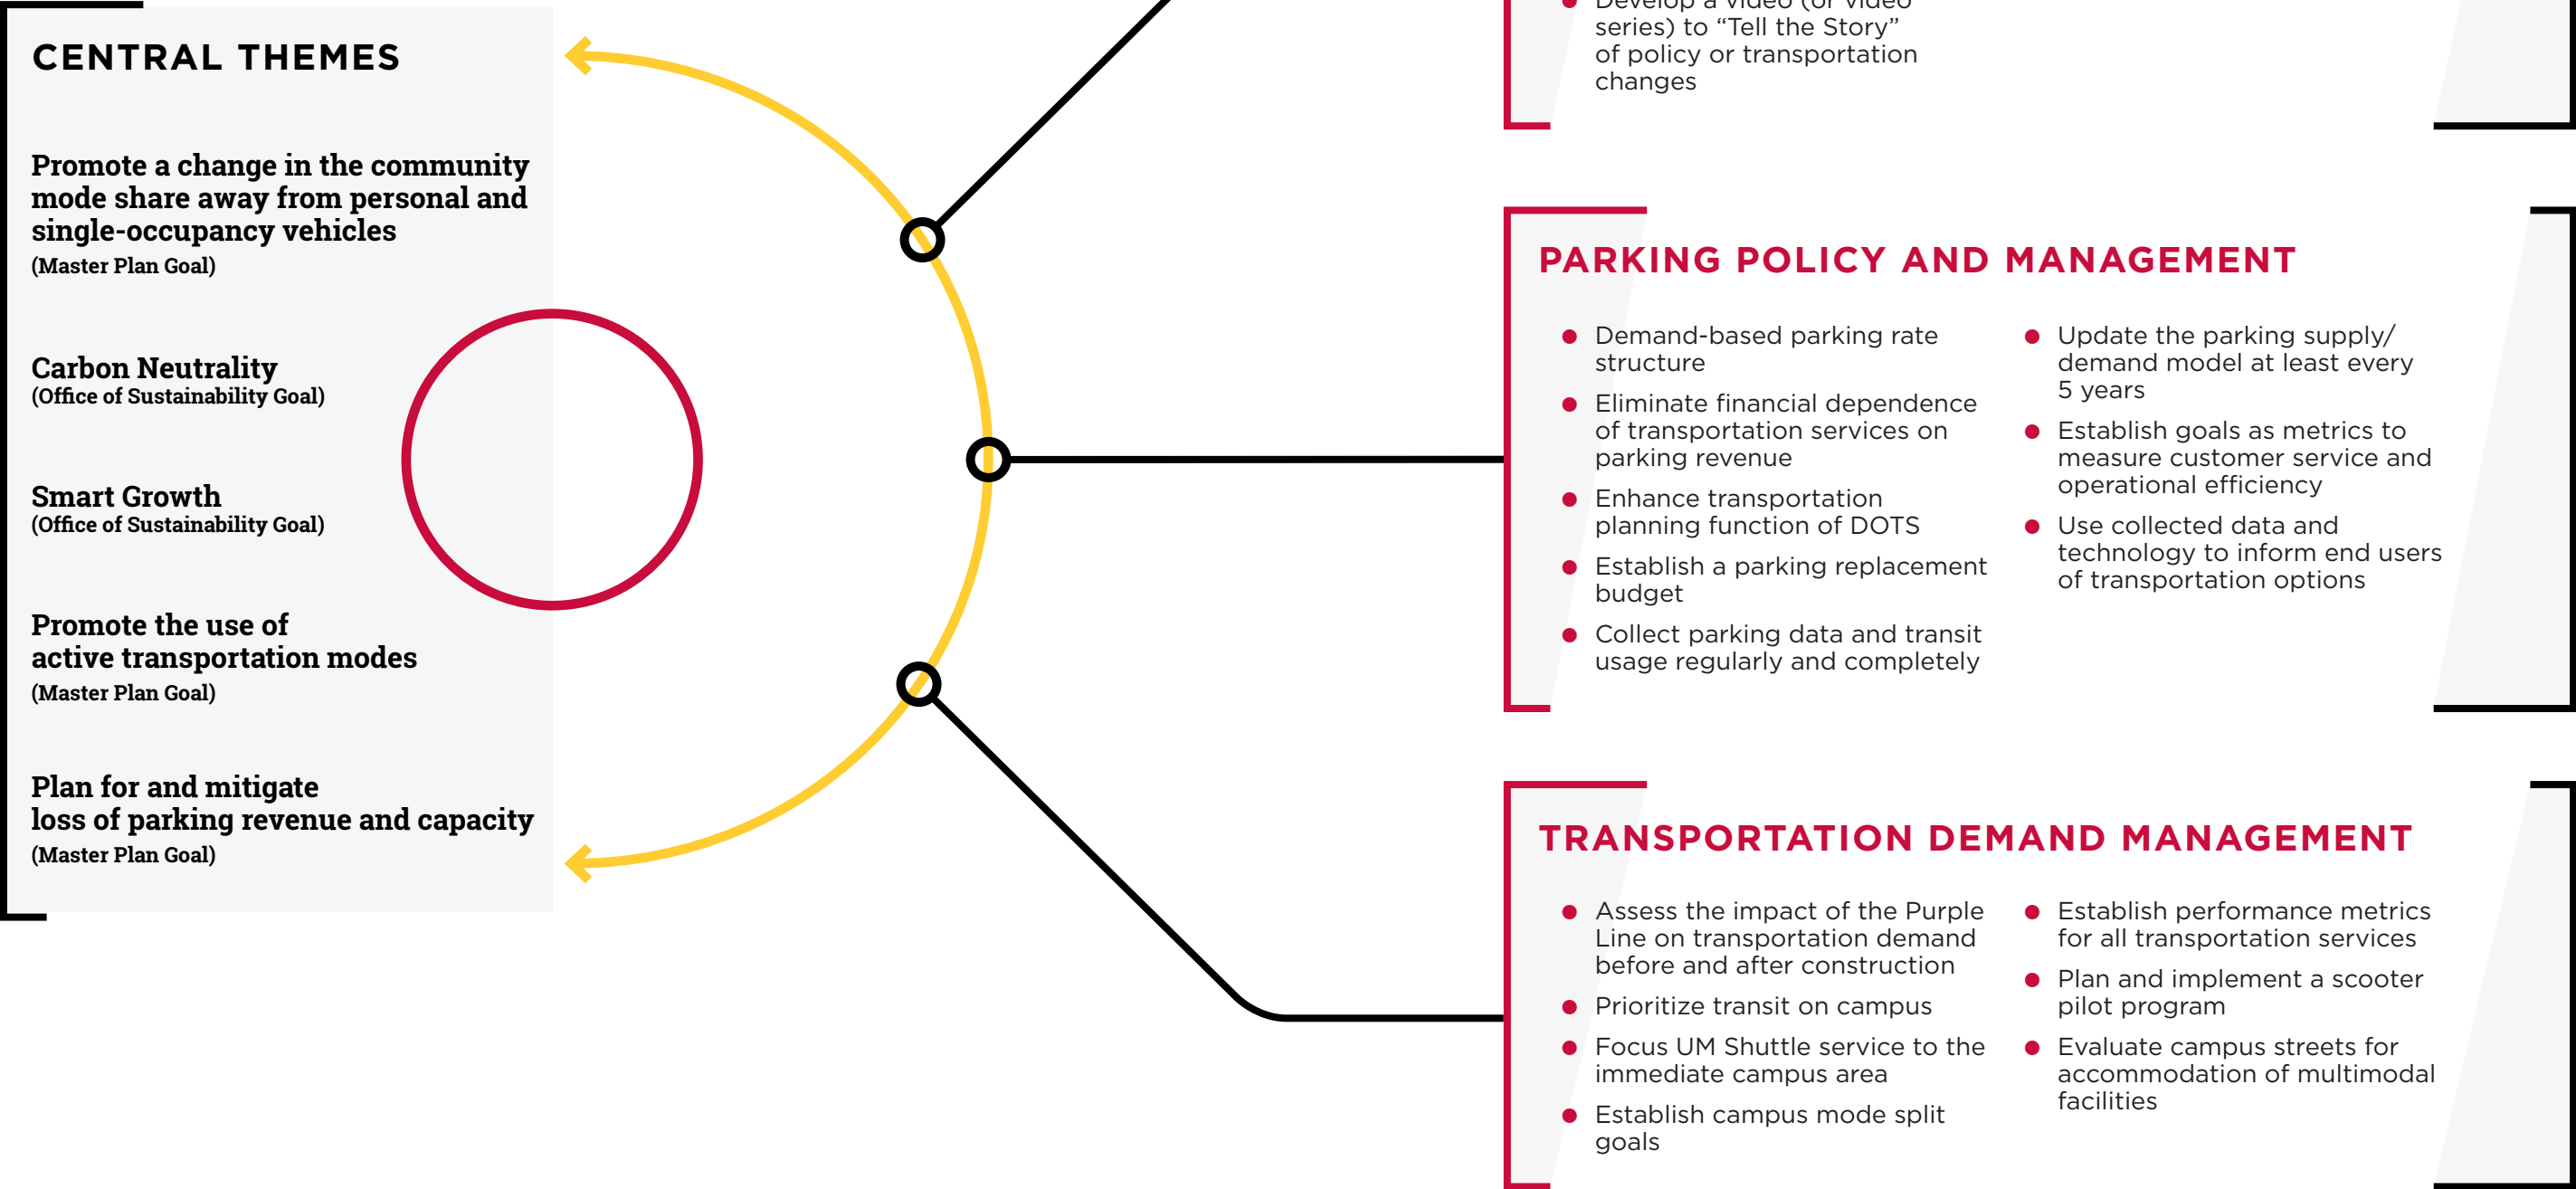 CENTRAL THEMES
Promote a change in the community
mode share away from personal and
single-occupancy vehicles
(Master Plan Goal)
Carbon Neutrality
(Office of Sustainability Goal)
Smart Growth
(Office of Sustainability Goal)
Promote the use of
active transportation modes
(Master Plan Goal)
Plan for and mitigate
loss of parking revenue and capacity
(Master Plan Goal)
Develop a video (or video
series) to “Tell the Story”
of policy or transportation
changes
PARKING POLICY AND MANAGEMENT
Demand-based parking rate
structure
Eliminate financial dependence
of transportation services on
parking revenue
Enhance transportation
planning function of DOTS
Establish a parking replacement
budget
Collect parking data and transit
usage regularly and completely
Update the parking supply/
demand model at least every
5 years
Establish goals as metrics to
measure customer service and
operational efficiency
Use collected data and
technology to inform end users
of transportation options
TRANSPORTATION DEMAND MANAGEMENT
Assess the impact of the Purple
Line on transportation demand
before and after construction
Prioritize transit on campus
Focus UM Shuttle service to the
immediate campus area
Establish campus mode split
goals
Establish performance metrics
for all transportation services
Plan and implement a scooter
pilot program
Evaluate campus streets for
accommodation of multimodal
facilities